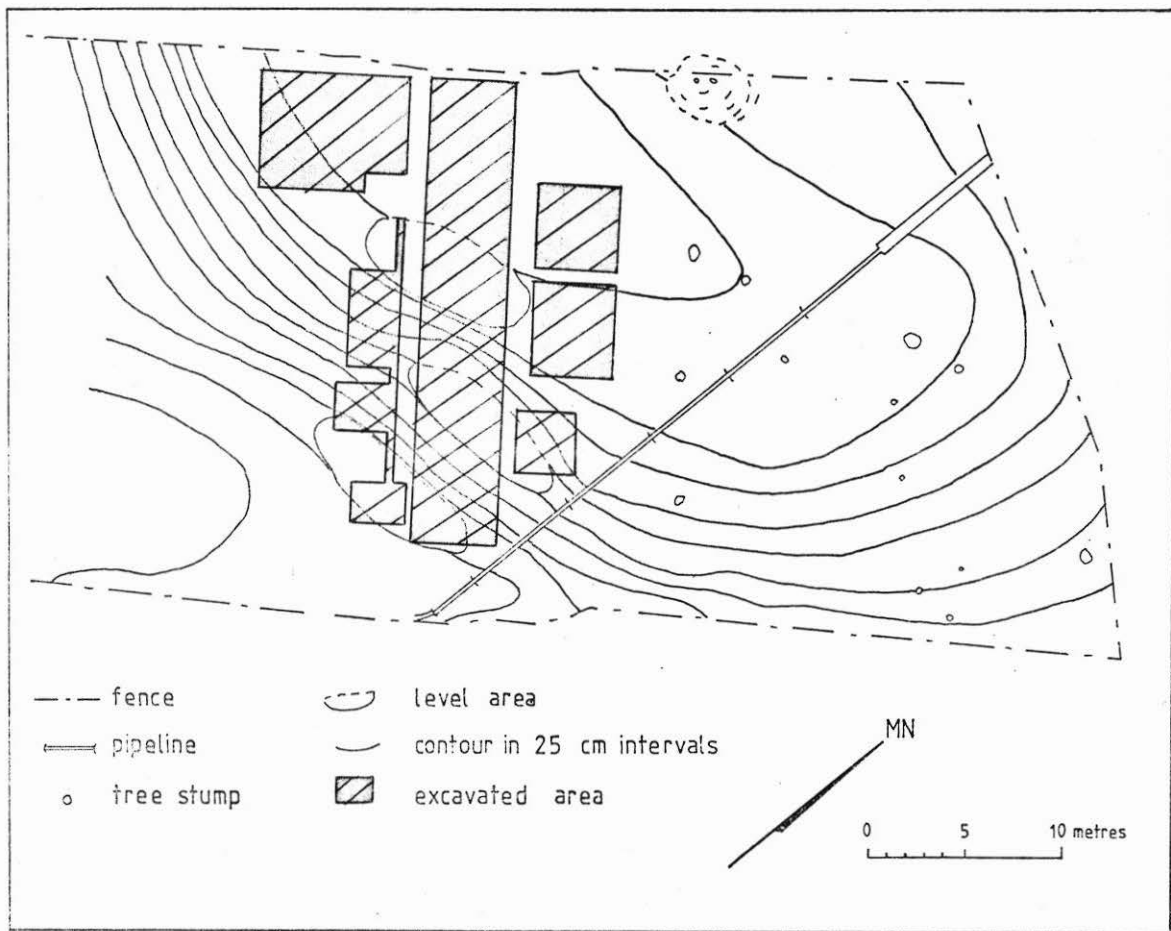 fence
pipeline
tree stump
level area
contour in 25 cm intervals
excavated area
MN
0 5 10 metres